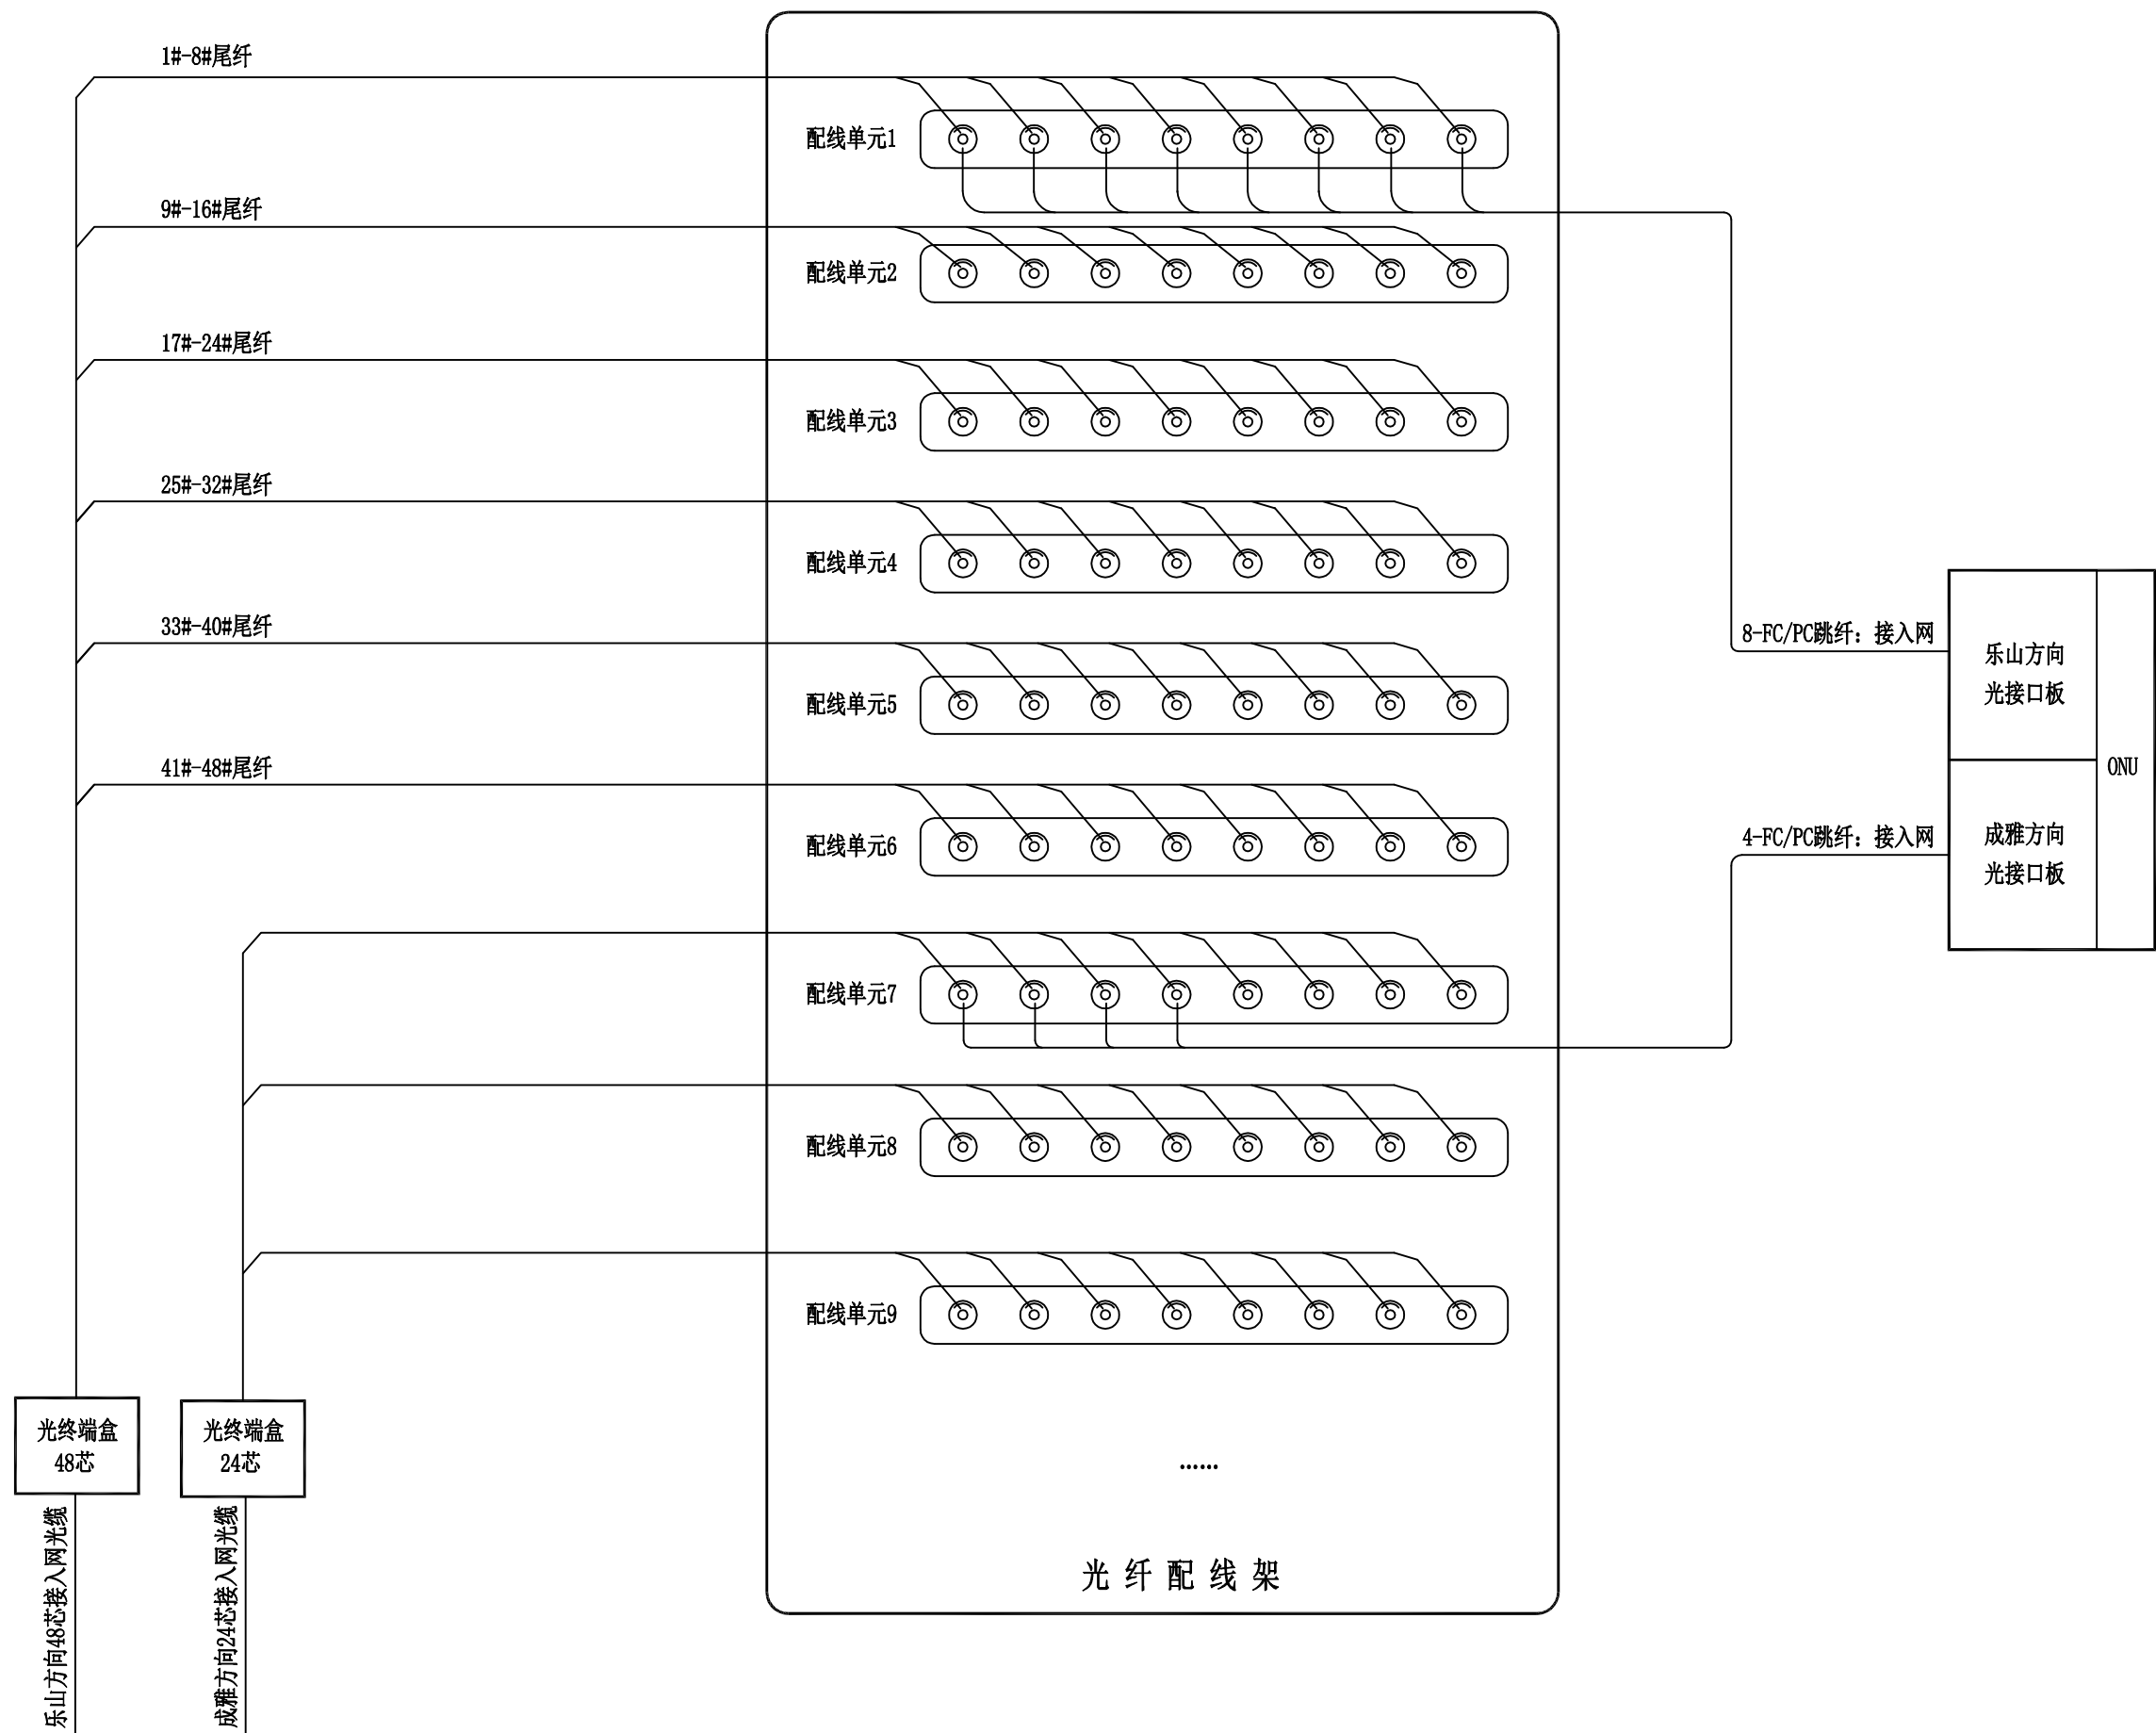 1#-8#尾纤
配线单元1
9#-16#尾纤
配线单元2
17#-24#尾纤
配线单元3
25#-32#尾纤
配线单元4
33#-40#尾纤
配线单元5
41#-48#尾纤
配线单元6
配线单元7
配线单元8
配线单元9
8-FC/PC跳纤：接入网
乐山方向
光接口板
ONU
4-FC/PC跳纤：接入网
成雅方向
光接口板
光终端盒
48芯
光终端盒
24芯
乐山方向48芯接入网光缆
成雅方向24芯接入网光缆
……
光纤配线架